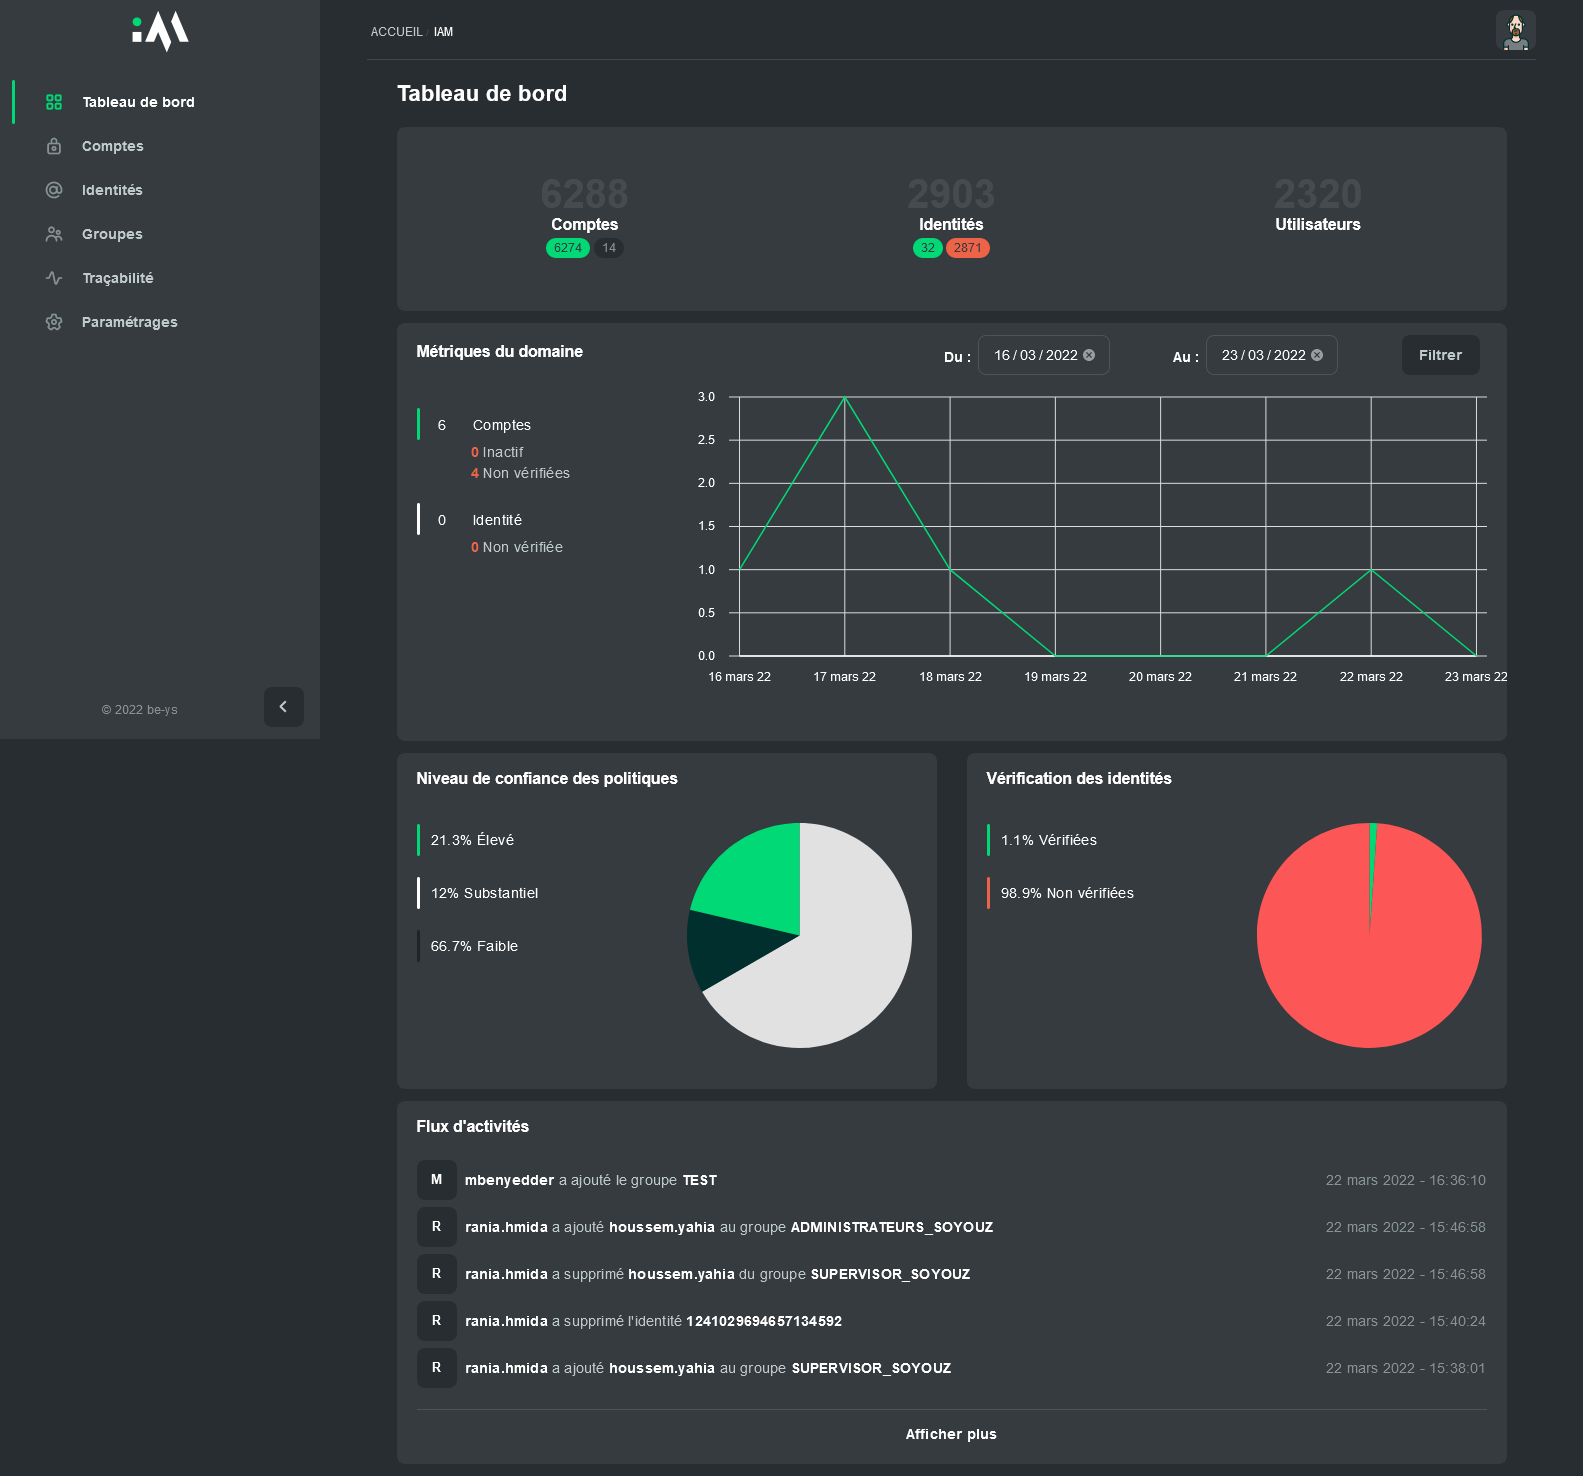 iM
Tableau de bord
Comptes
Identités
Groupes
Traçabilité
Paramétrages
© 2022 be-ys
ACCUEIL / IAM
Tableau de bord
6288
Comptes
6274 14
2903
Identités
32 2871
2320
Utilisateurs
Métriques du domaine
Du : 16 / 03 / 2022
Au : 23 / 03 / 2022
Filtrer
6 Comptes
0 Inactif
4 Non vérifiées
0 Identité
0 Non vérifiée
3.0
2.5
2.0
1.5
1.0
0.5
0.0
16 mars 22 17 mars 22 18 mars 22 19 mars 22 20 mars 22 21 mars 22 22 mars 22 23 mars 22
Niveau de confiance des politiques
21.3% Élevé
12% Substantiel
66.7% Faible
Vérification des identités
1.1% Vérifiées
98.9% Non vérifiées
Flux d'activités
M mbenyedder a ajouté le groupe TEST 22 mars 2022 - 16:36:10
R rania.hmida a ajouté houssem.yahia au groupe ADMINISTRATEURS_SOYOUZ 22 mars 2022 - 15:46:58
R rania.hmida a supprimé houssem.yahia du groupe SUPERVISOR_SOYOUZ 22 mars 2022 - 15:46:58
R rania.hmida a supprimé l'identité 1241029694657134592 22 mars 2022 - 15:40:24
R rania.hmida a ajouté houssem.yahia au groupe SUPERVISOR_SOYOUZ 22 mars 2022 - 15:38:01
Afficher plus